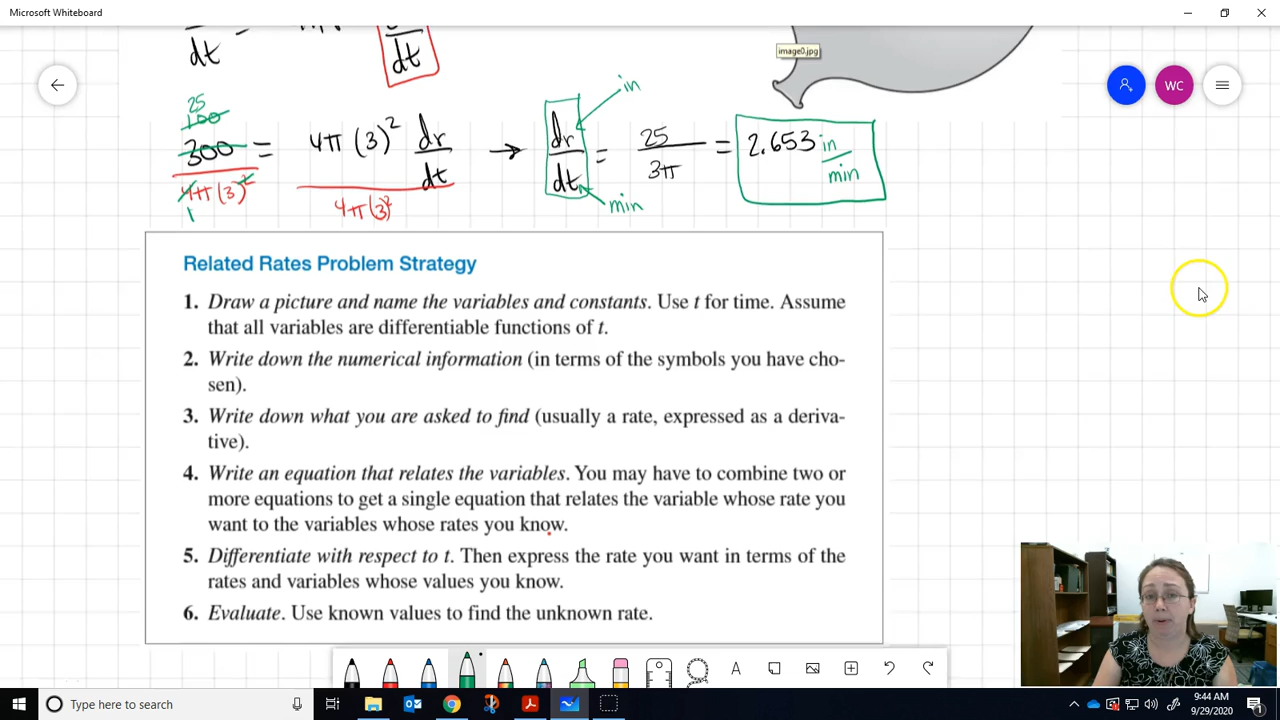 Microsoft Whiteboard
dt
dt
image0.jpg
in
25
100
300 = 4π (3)² dr/dt → dr/dt = 25/3π = 2.653 in/min
4π (3)²
4π(3)²
1
min
WC
Related Rates Problem Strategy
1. Draw a picture and name the variables and constants. Use t for time. Assume
that all variables are differentiable functions of t.
2. Write down the numerical information (in terms of the symbols you have cho-
sen).
3. Write down what you are asked to find (usually a rate, expressed as a deriva-
tive).
4. Write an equation that relates the variables. You may have to combine two or
more equations to get a single equation that relates the variable whose rate you
want to the variables whose rates you know.
5. Differentiate with respect to t. Then express the rate you want in terms of the
rates and variables whose values you know.
6. Evaluate. Use known values to find the unknown rate.
A
Type here to search
9:44 AM
9/29/2020
1